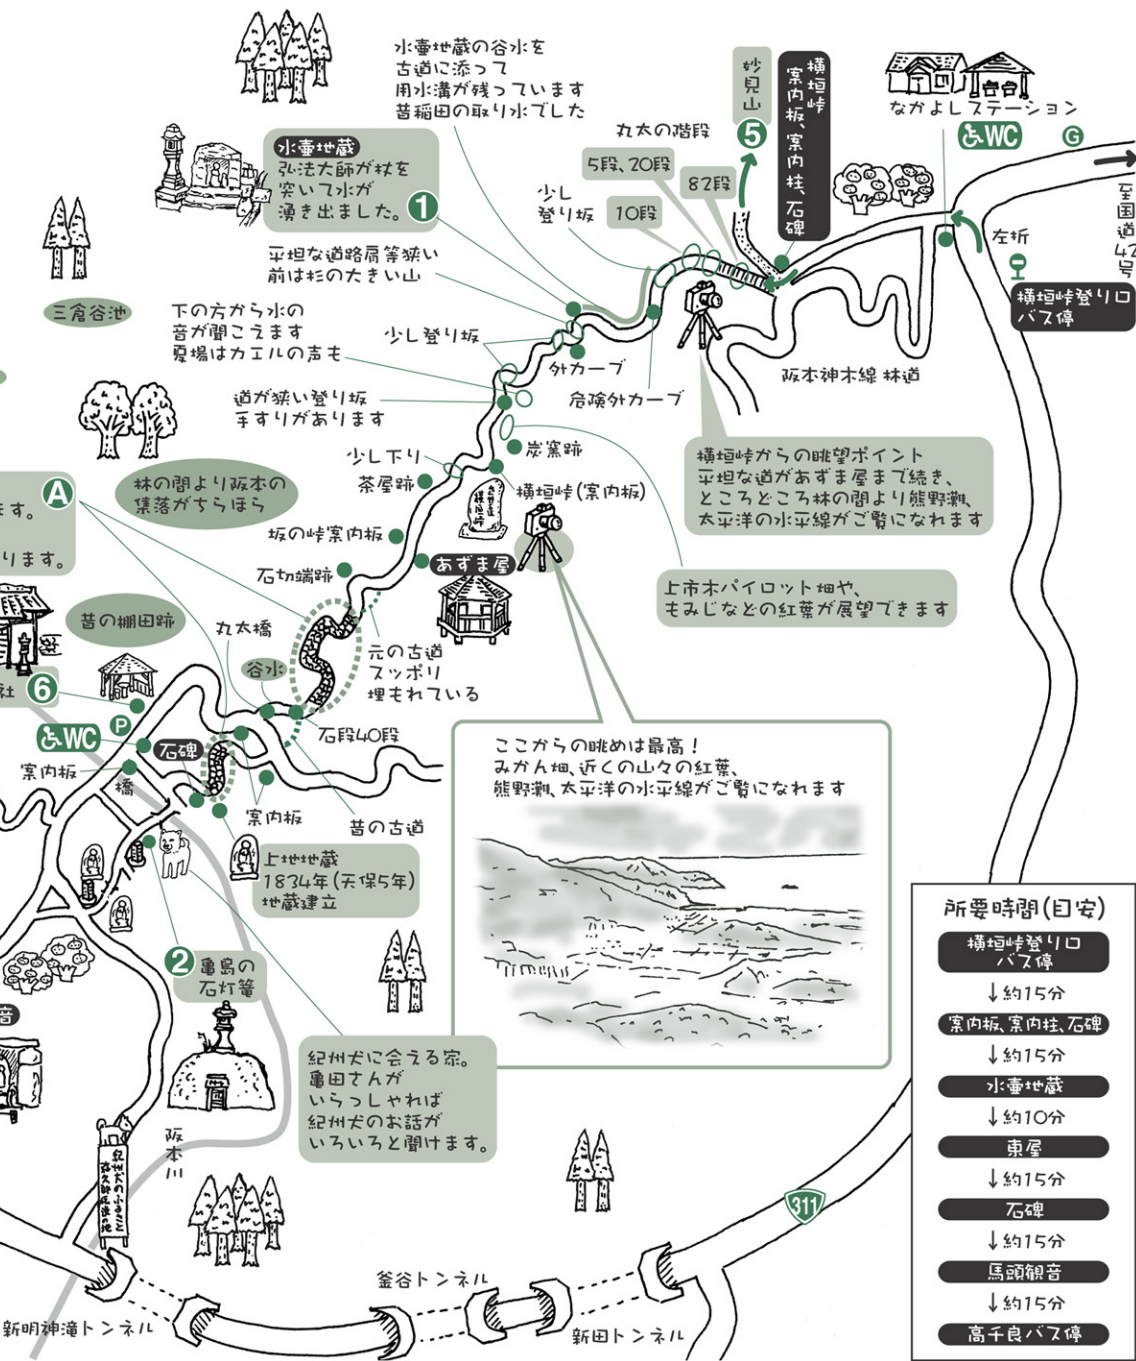 水壷地蔵の谷水を
古道に添って
用水溝が残っています
昔稲田の取り水でした
水壷地蔵
弘法大師が杖を
突いて水が
湧き出ました。
1
平坦な道路肩等狭い
前は杉の大きい山
三倉谷池
下の方から水の
音が聞こえます
夏場はカエルの声も
少し登り坂
道が狭い登り坂
手すりがあります
丸太の階段
5段、20段
82段
少し
登り坂
10段
妙見山
5
横垣峠
案内板、案内柱、石碑
なかよしステーション
WC
G
至国道42号
左折
横垣峠登り口
バス停
外カーブ
危険外カーブ
阪本神木線 林道
横垣峠からの眺望ポイント
平坦な道があずま屋まで続き、
ところどころ林の間より熊野灘、
太平洋の水平線がご覧になれます
炭窯跡
少し下り
茶屋跡
横垣峠(案内板)
横垣峠
林の間より阪本の
集落がちらほら
A
ます。
ります。
坂の峠案内板
石切端跡
あずま屋
上市木パイロット畑や、
もみじなどの紅葉が展望できます
昔の棚田跡
丸太橋
谷水
元の古道
スッポリ
埋もれている
社
6
P
WC
石碑
石段40段
案内板
橋
案内板
昔の古道
上地地蔵
1834年(天保5年)
地蔵建立
ここからの眺めは最高！
みかん畑、近くの山々の紅葉、
熊野灘、太平洋の水平線がご覧になれます
2
亀島の
石灯篭
音
紀州犬に会える家。
亀田さんが
いらっしゃれば
紀州犬のお話が
いろいろと聞けます。
阪本川
紀州犬のふるさと
弥九郎伝説の地
311
釜谷トンネル
新明神滝トンネル
新田トンネル
所要時間(目安)
横垣峠登り口
バス停
↓約15分
案内板、案内柱、石碑
↓約15分
水壷地蔵
↓約10分
東屋
↓約15分
石碑
↓約15分
馬頭観音
↓約15分
高千良バス停